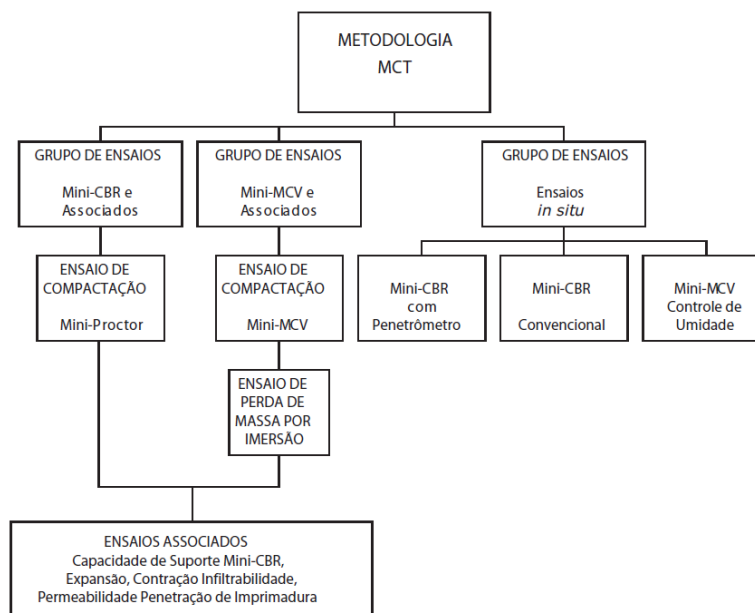 METODOLOGIA
MCT
GRUPO DE ENSAIOS
Mini-CBR e
Associados
GRUPO DE ENSAIOS
Mini-MCV e
Associados
GRUPO DE ENSAIOS
Ensaios
in situ
ENSAIO DE
COMPACTAÇÃO
Mini-Proctor
ENSAIO DE
COMPACTAÇÃO
Mini-MCV
Mini-CBR
com
Penetrômetro
Mini-CBR
Convencional
Mini-MCV
Controle de
Umidade
ENSAIO DE
PERDA DE
MASSA POR
IMERSÃO
ENSAIOS ASSOCIADOS
Capacidade de Suporte Mini-CBR,
Expansão, Contração Infiltrabilidade,
Permeabilidade Penetração de Imprimadura